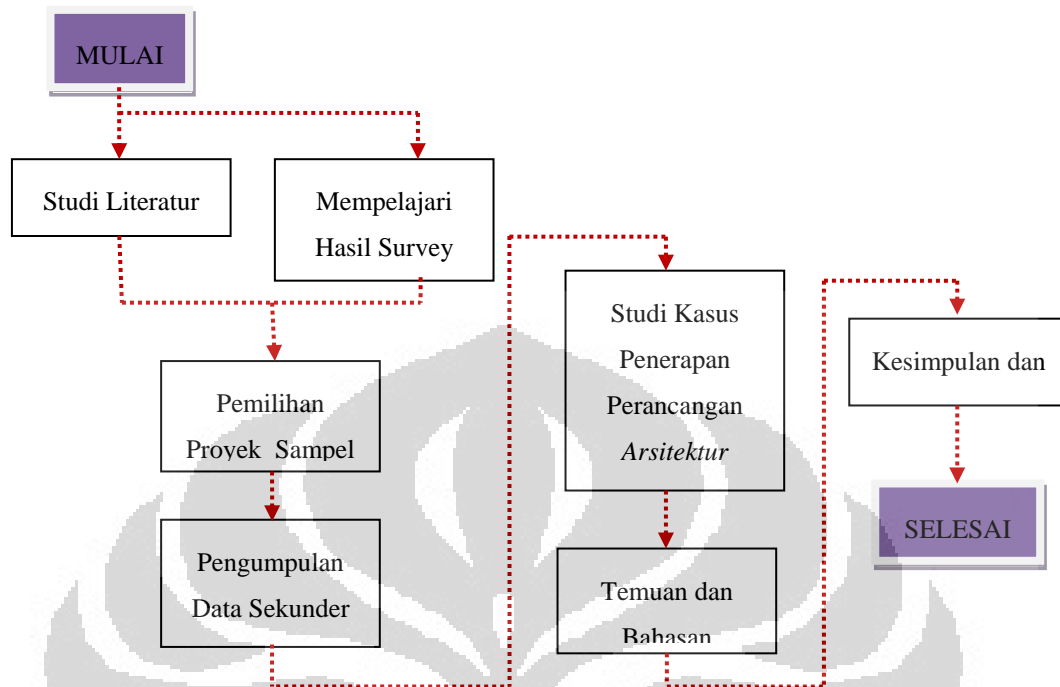 MULAI
Studi Literatur
Mempelajari
Hasil Survey
Pemilihan
Proyek Sampel
Pengumpulan
Data Sekunder
Studi Kasus
Penerapan
Perancangan
Arsitektur
Temuan dan
Bahasan
Kesimpulan dan
SELESAI